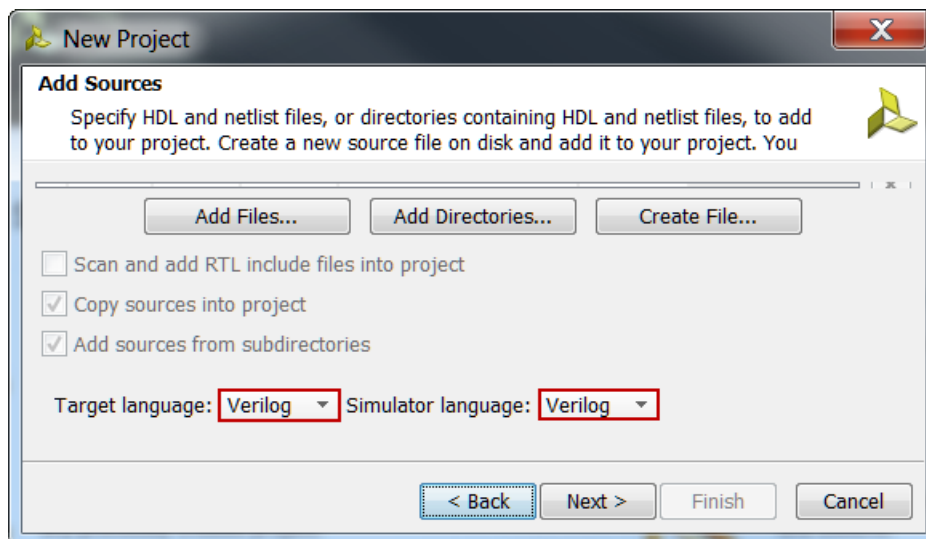 New Project
Add Sources
Specify HDL and netlist files, or directories containing HDL and netlist files, to add
to your project. Create a new source file on disk and add it to your project. You
Add Files... Add Directories... Create File...
Scan and add RTL include files into project
Copy sources into project
Add sources from subdirectories
Target language: Verilog Simulator language: Verilog
< Back Next > Finish Cancel